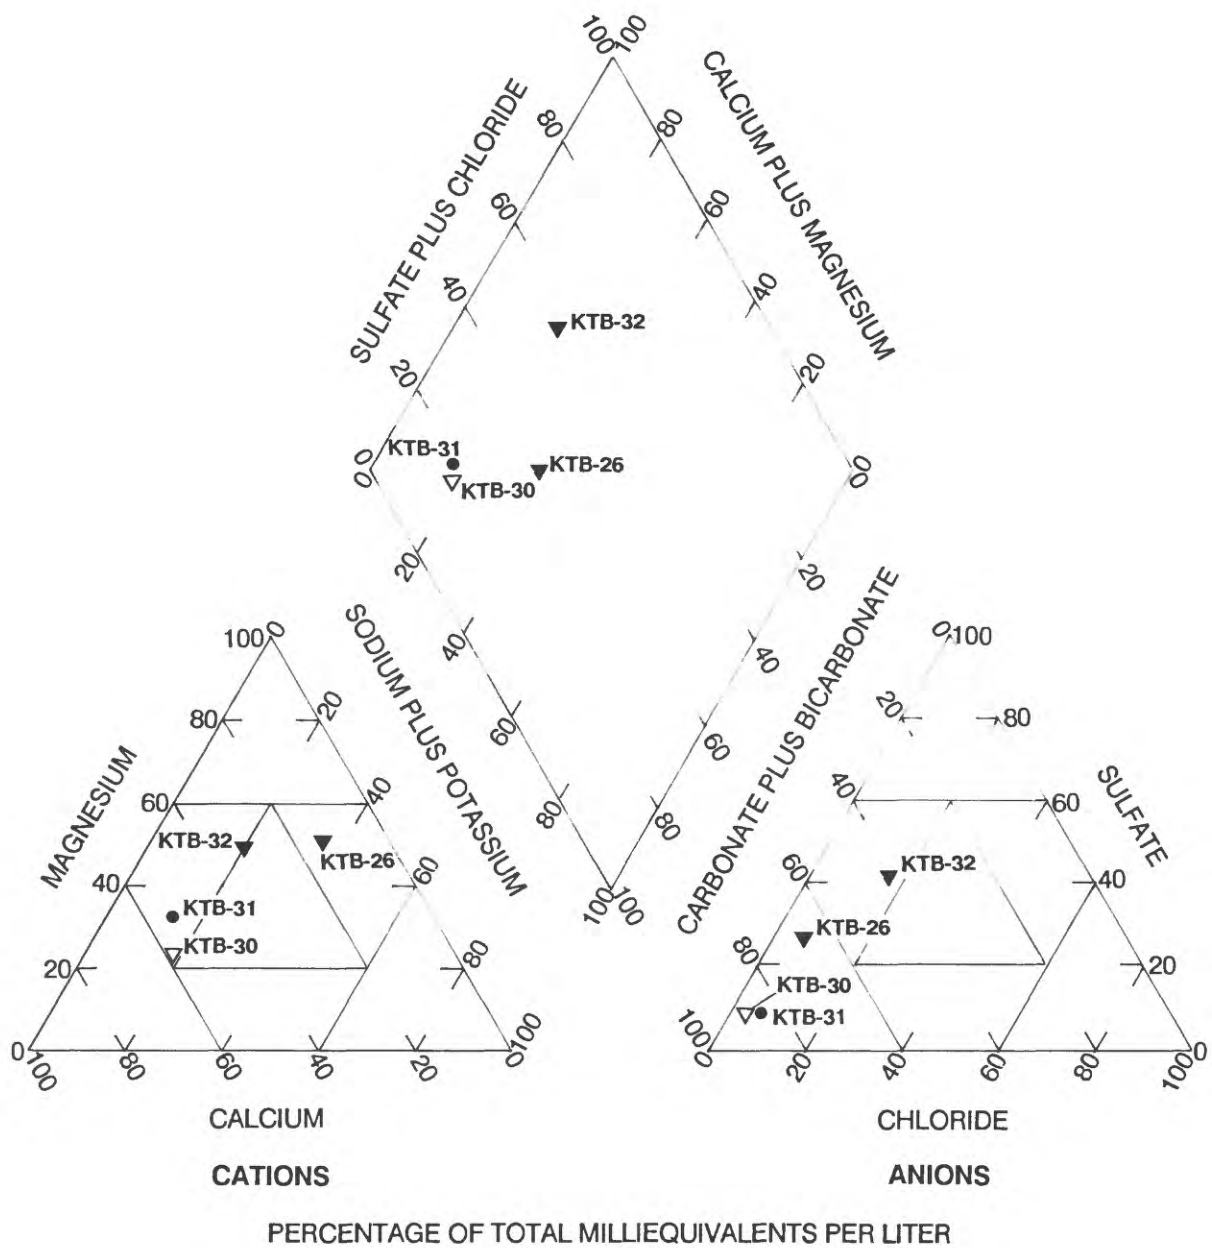 100 100
SULFATE PLUS CHLORIDE
CALCIUM PLUS MAGNESIUM
80 80
60 60
40 40
KTB-32
20 20
KTB-31
KTB-26
KTB-30
0 0
0 0
20 20
40 40
60 60
80 80
100 100
SODIUM PLUS POTASSIUM
CARBONATE PLUS BICARBONATE
100 0
80 20
60 40
40 60
20 80
0 100
MAGNESIUM
KTB-32
KTB-26
KTB-31
KTB-30
100 80 60 40 20 0
CALCIUM
CATIONS
0 100
20 80
40 60
60 40
80 20
100 0
SULFATE
KTB-32
KTB-26
KTB-30
KTB-31
0 20 40 60 80 100
CHLORIDE
ANIONS
PERCENTAGE OF TOTAL MILLIEQUIVALENTS PER LITER